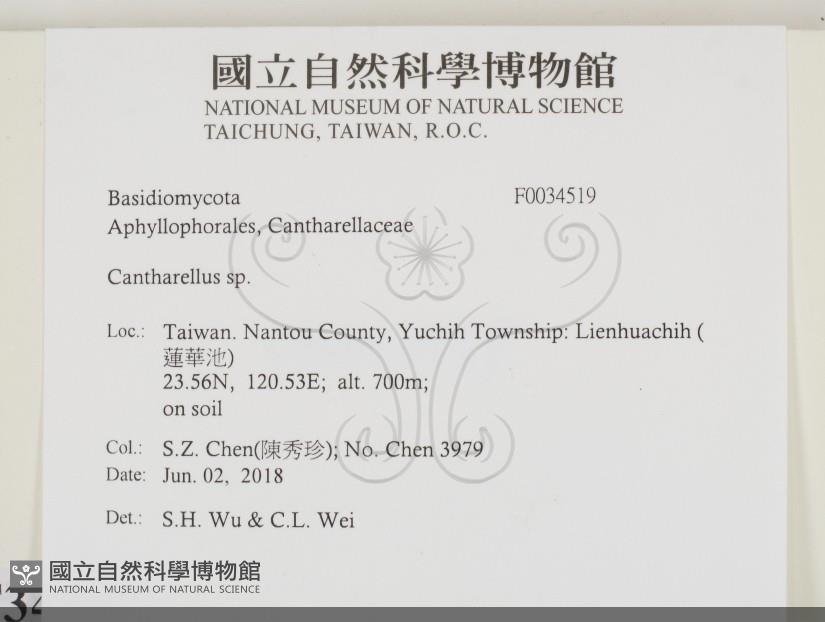 國立自然科學博物館
NATIONAL MUSEUM OF NATURAL SCIENCE
TAICHUNG, TAIWAN, R.O.C.
Basidiomycota F0034519
Aphyllophorales, Cantharellaceae
Cantharellus sp.
Loc.: Taiwan. Nantou County, Yuchih Township: Lienhuachih (
蓮華池)
23.56N, 120.53E; alt. 700m;
on soil
Col.: S.Z. Chen(陳秀珍); No. Chen 3979
Date: Jun. 02, 2018
Det.: S.H. Wu & C.L. Wei
國立自然科學博物館
NATIONAL MUSEUM OF NATURAL SCIENCE